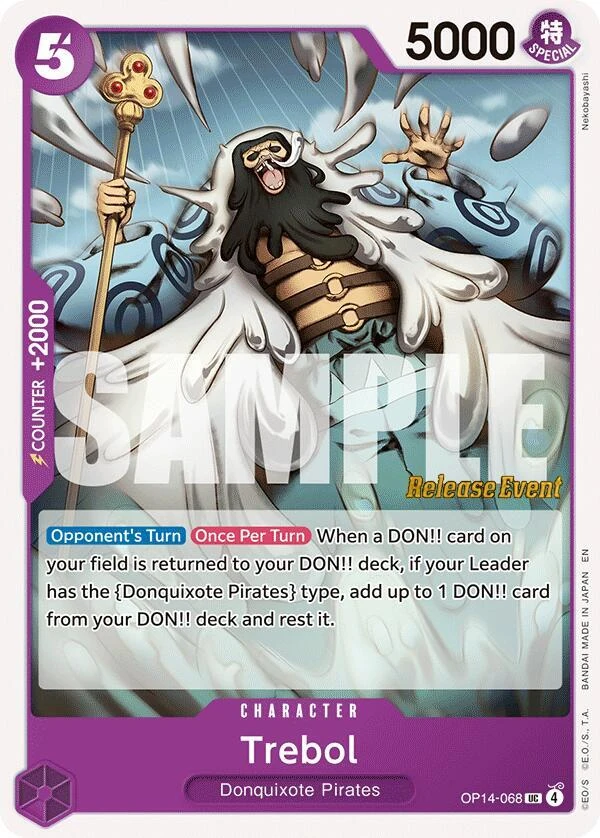 5
5000
特
SPECIAL
Nekobayashi
COUNTER +2000
SAMPLE
Release Event
Opponent's Turn Once Per Turn When a DON!! card on
your field is returned to your DON!! deck, if your Leader
has the {Donquixote Pirates} type, add up to 1 DON!! card
from your DON!! deck and rest it.
CHARACTER
Trebol
Donquixote Pirates
OP14-068 UC 4
©E.O./S ©E.O./S., T.A. BANDAI MADE IN JAPAN EN